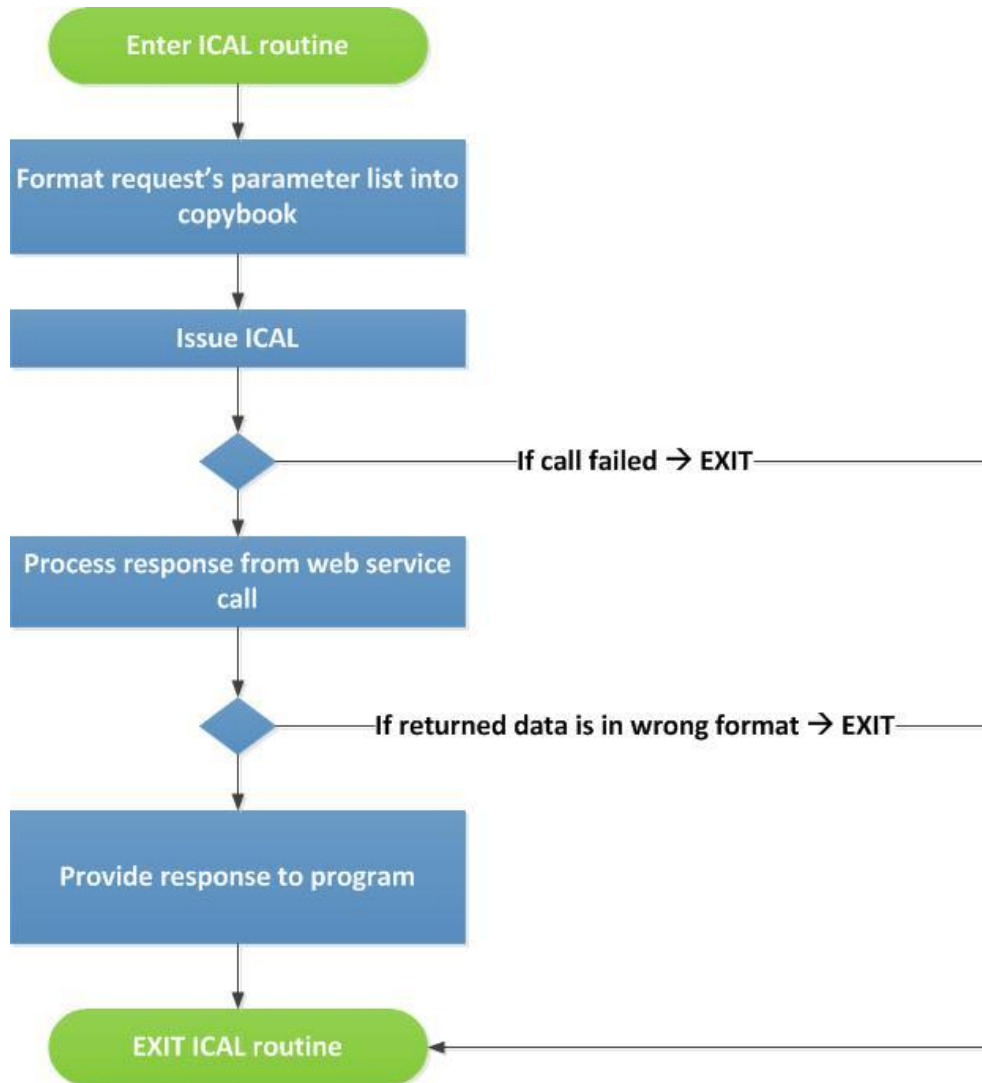 Enter ICAL routine
Format request’s parameter list into
copybook
Issue ICAL
If call failed → EXIT
Process response from web service
call
If returned data is in wrong format → EXIT
Provide response to program
EXIT ICAL routine